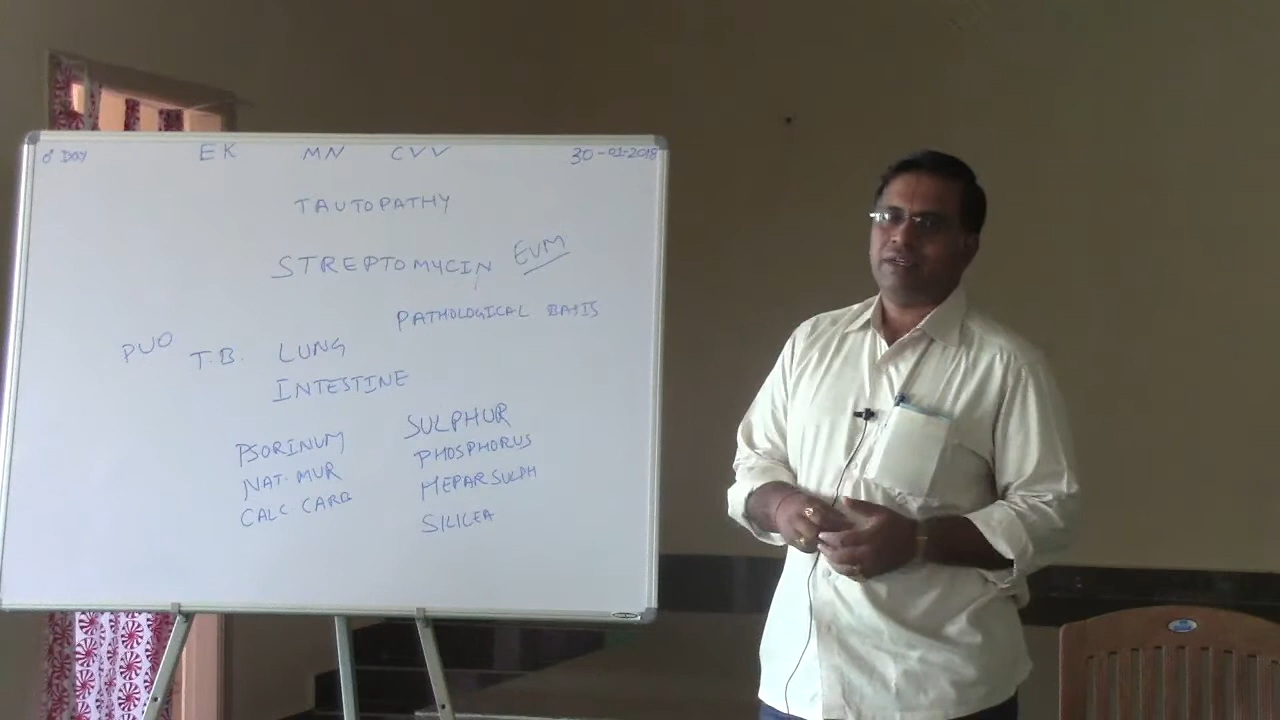 ♂ DAY EK MN CVV 30-01-2018
TAUTOPATHY
STREPTOMYCIN EVM
PATHOLOGICAL BASIS
PUO T.B. LUNG
INTESTINE
PSORINUM SULPHUR
NAT. MUR PHOSPHORUS
CALC. CARB HEPAR SULPH
SILICEA